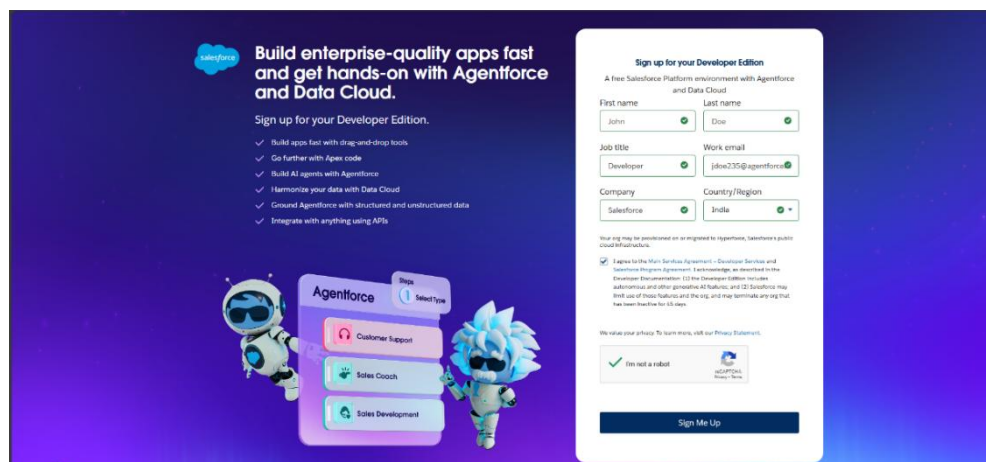 salesforce
Build enterprise-quality apps fast
and get hands-on with Agentforce
and Data Cloud.
Sign up for your Developer Edition.
Build apps fast with drag-and-drop tools
Go further with Apex code
Build AI agents with Agentforce
Harmonize your data with Data Cloud
Ground Agentforce with structured and unstructured data
Integrate with anything using APIs
Agentforce
Steps
1 Select Type
Customer Support
Sales Coach
Sales Development
Sign up for your Developer Edition
A free Salesforce Platform environment with Agentforce
and Data Cloud
First name Last name
John Doe
Job title Work email
Developer jdoe235@agentforce
Company Country/Region
Salesforce India
Your org may be provisioned on or migrated to Hyperforce, Salesforce's public
cloud infrastructure.
I agree to the Main Services Agreement – Developer Services and
Salesforce Program Agreement. I acknowledge, as described in the
Developer Documentation: (1) the Developer Edition includes
autonomous and other generative AI features; and (2) Salesforce may
limit use of those features and the org, and may terminate any org that
has been inactive for 45 days.
We value your privacy. To learn more, visit our Privacy Statement.
I'm not a robot
reCAPTCHA
Privacy - Terms
Sign Me Up